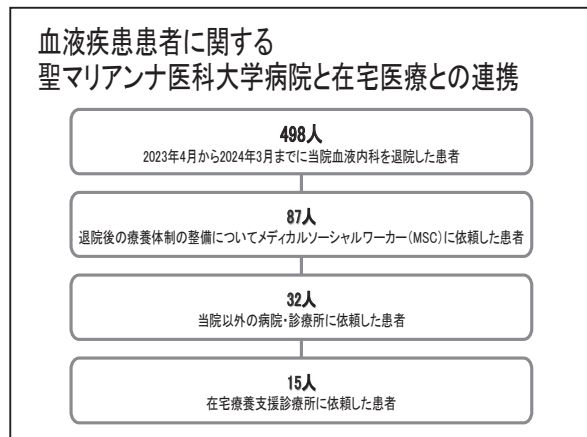 血液疾患患者に関する
聖マリアンナ医科大学病院と在宅医療との連携
498人
2023年4月から2024年3月までに当院血液内科を退院した患者
87人
退院後の療養体制の整備についてメディカルソーシャルワーカー(MSC)に依頼した患者
32人
当院以外の病院・診療所に依頼した患者
15人
在宅療養支援診療所に依頼した患者